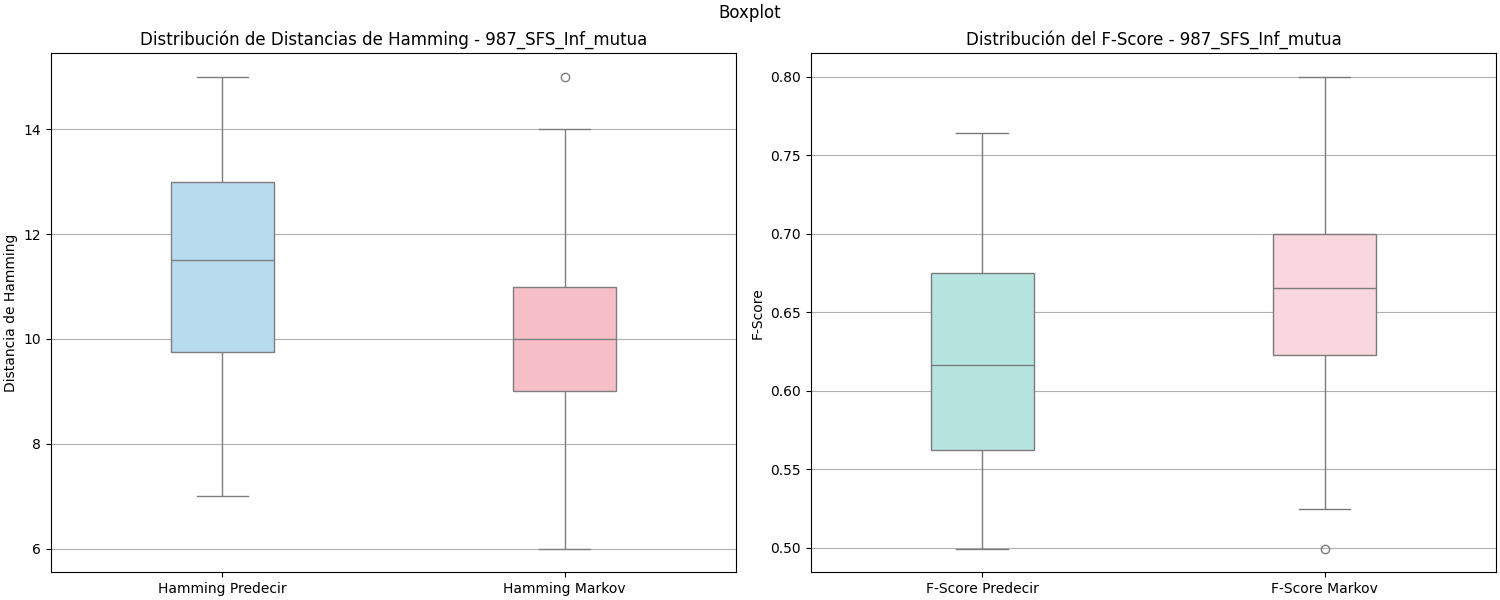 Boxplot
Distribución de Distancias de Hamming - 987_SFS_Inf_mutua
Distancia de Hamming
14
12
10
8
6
Hamming Predecir
Hamming Markov
Distribución del F-Score - 987_SFS_Inf_mutua
F-Score
0.80
0.75
0.70
0.65
0.60
0.55
0.50
F-Score Predecir
F-Score Markov